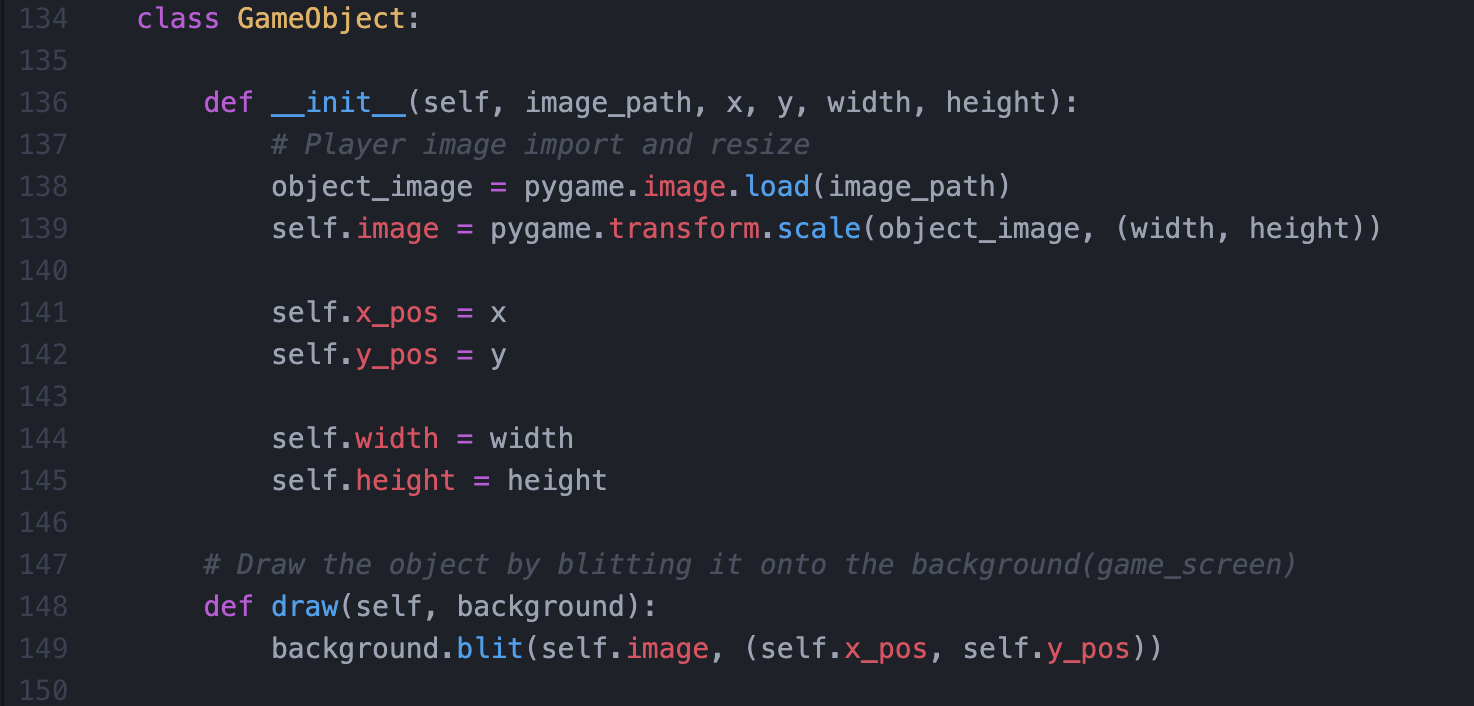 134 class GameObject:
135
136 def __init__(self, image_path, x, y, width, height):
137 # Player image import and resize
138 object_image = pygame.image.load(image_path)
139 self.image = pygame.transform.scale(object_image, (width, height))
140
141 self.x_pos = x
142 self.y_pos = y
143
144 self.width = width
145 self.height = height
146
147 # Draw the object by blitting it onto the background(game_screen)
148 def draw(self, background):
149 background.blit(self.image, (self.x_pos, self.y_pos))
150